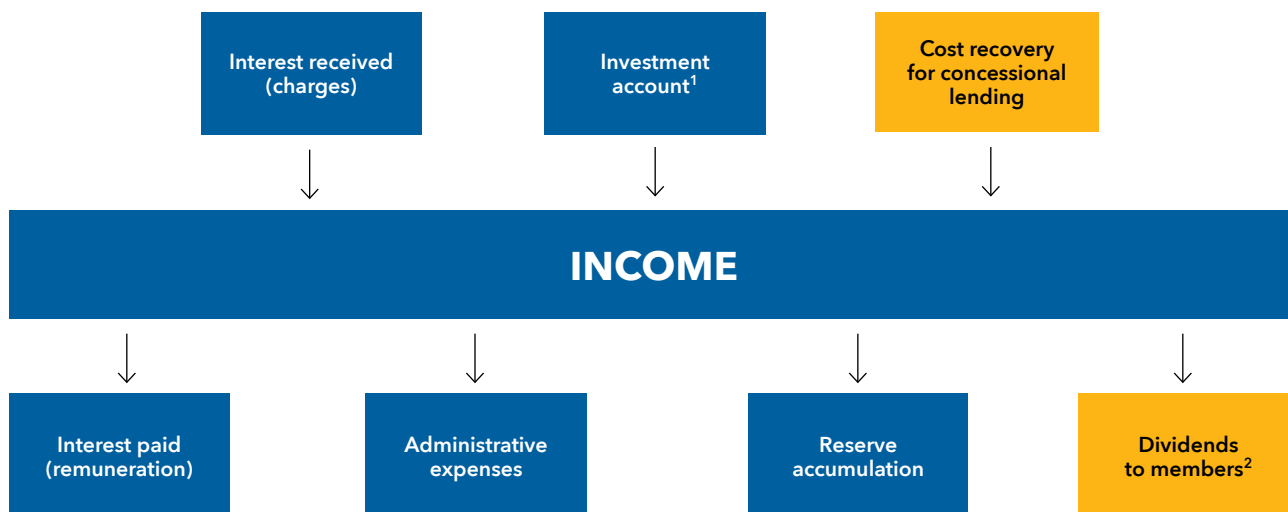 Interest received
(charges)
Investment
account¹
Cost recovery
for concessional
lending
INCOME
Interest paid
(remuneration)
Administrative
expenses
Reserve
accumulation
Dividends
to members²